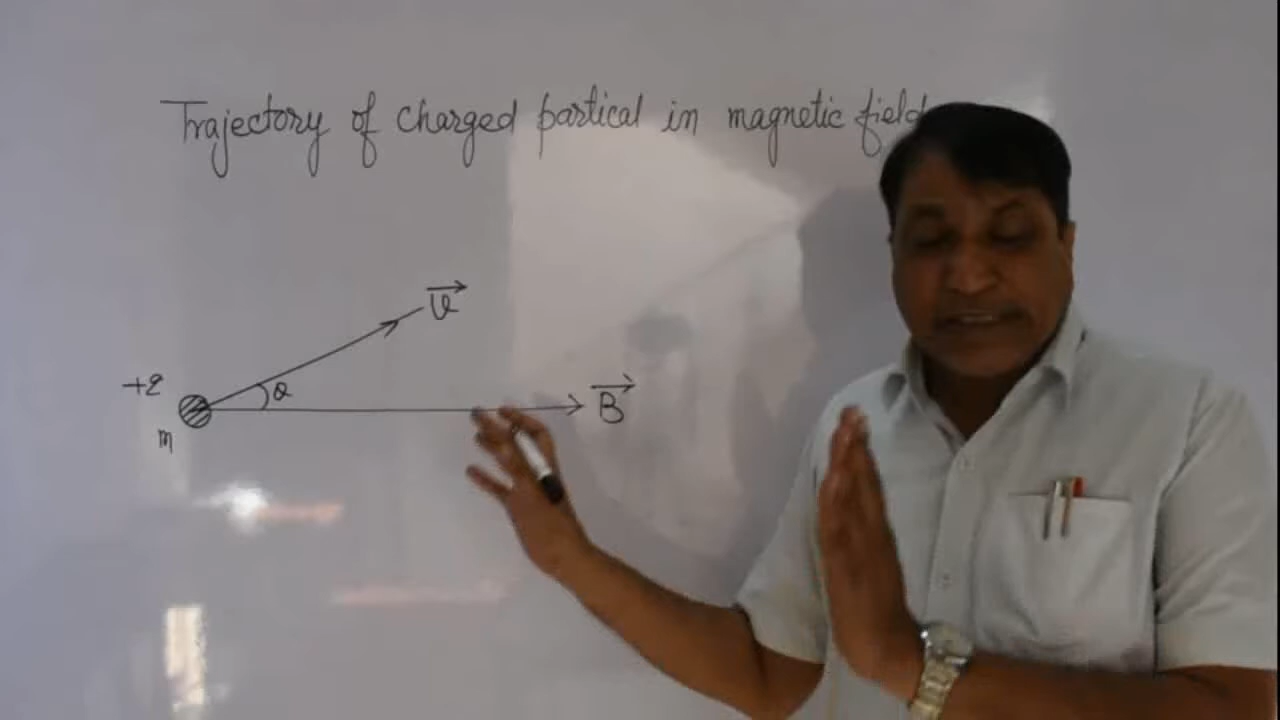 Trajectory of charged partical in magnetic field
v
+q
θ
B
m